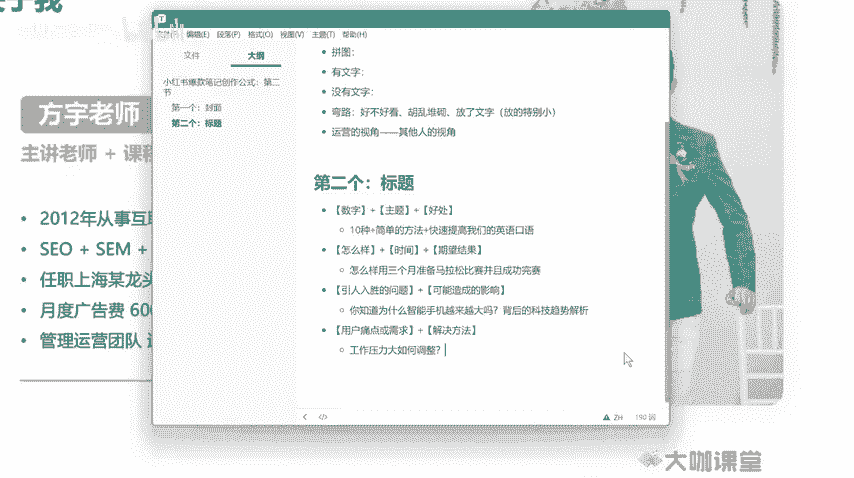 文件(F) 编辑(E) 段落(P) 格式(O) 视图(V) 主题(T) 帮助(H)
文件 大纲
小红书爆款笔记创作公式：第二节
第一个：封面
第二个：标题
拼图：
有文字：
没有文字：
弯路：好不好看、胡乱堆砌、放了文字（放的特别小）
运营的视角——其他人的视角
第二个：标题
【数字】+【主题】+【好处】
10种+简单的方法+快速提高我们的英语口语
【怎么样】+【时间】+【期望结果】
怎么样用三个月准备马拉松比赛并且成功完赛
【引人入胜的问题】+【可能造成的影响】
你知道为什么智能手机越来越大吗？背后的科技趋势解析
【用户痛点或需求】+【解决方法】
工作压力大如何调整？
ZH 190 词
方宇老师
主讲老师 + 课程
2012年从事互联
SEO + SEM +
任职上海某龙头
月度广告费 600
管理运营团队
大咖课堂